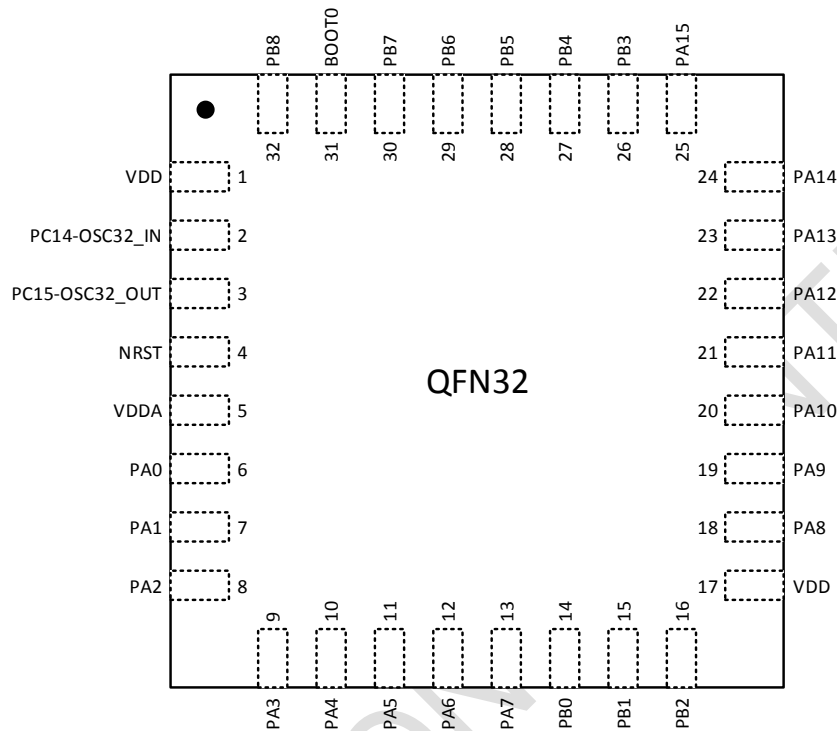 PB8
BOOT0
PB7
PB6
PB5
PB4
PB3
PA15
32
31
30
29
28
27
26
25
VDD 1
24 PA14
PC14-OSC32_IN 2
23 PA13
PC15-OSC32_OUT 3
22 PA12
NRST 4
21 PA11
QFN32
VDDA 5
20 PA10
PA0 6
19 PA9
PA1 7
18 PA8
PA2 8
17 VDD
9
10
11
12
13
14
15
16
PA3
PA4
PA5
PA6
PA7
PB0
PB1
PB2